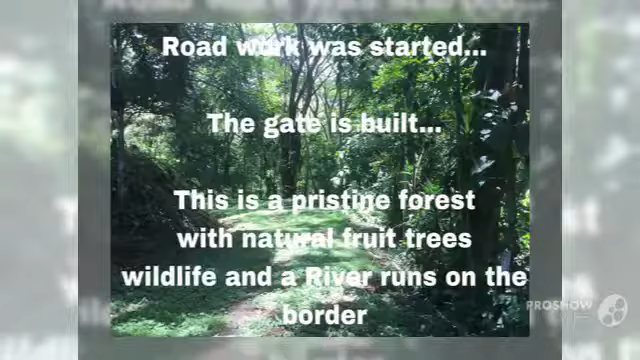 Road work was started...
The gate is built...
This is a pristine forest
with natural fruit trees
wildlife and a River runs on the
border
PROSHOW